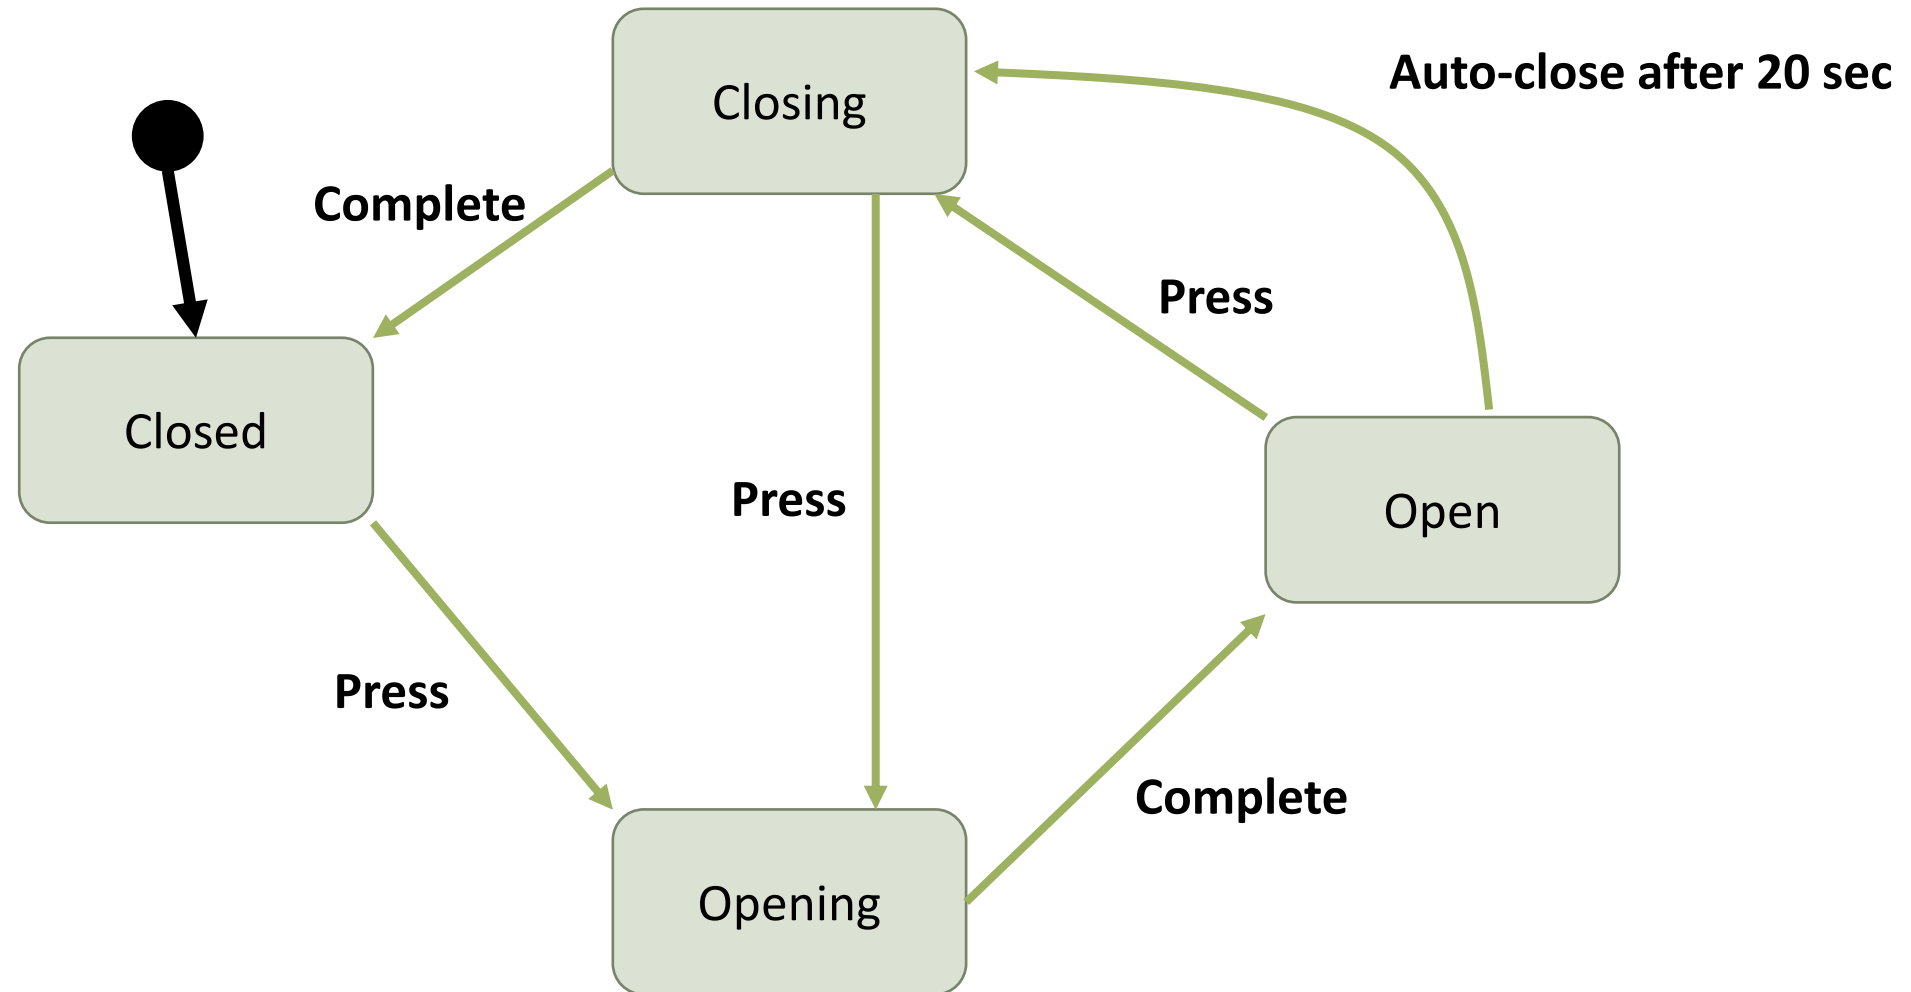 Closing
Auto-close after 20 sec
Complete
Press
Closed
Press
Open
Press
Complete
Opening